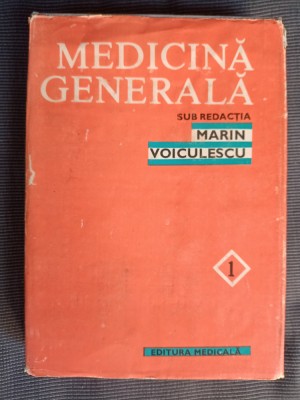 MEDICINĂ
GENERALĂ
SUB REDACȚIA
MARIN
VOICULESCU
1
EDITURA MEDICALĂ